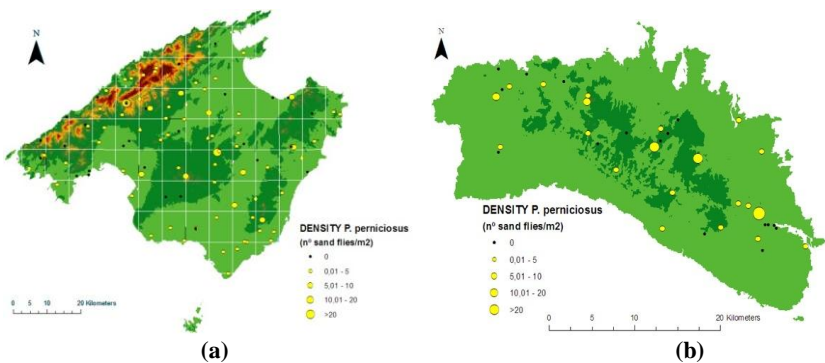 N
DENSITY P. perniciosus
(nº sand flies/m2)
0
0,01 - 5
5,01 - 10
10,01 - 20
>20
0 5 10 20 Kilometers
(a)
N
DENSITY P. perniciosus
(nº sand flies/m2)
0
0,01 - 5
5,01 - 10
10,01 - 20
>20
0 5 10 20 Kilometers
(b)